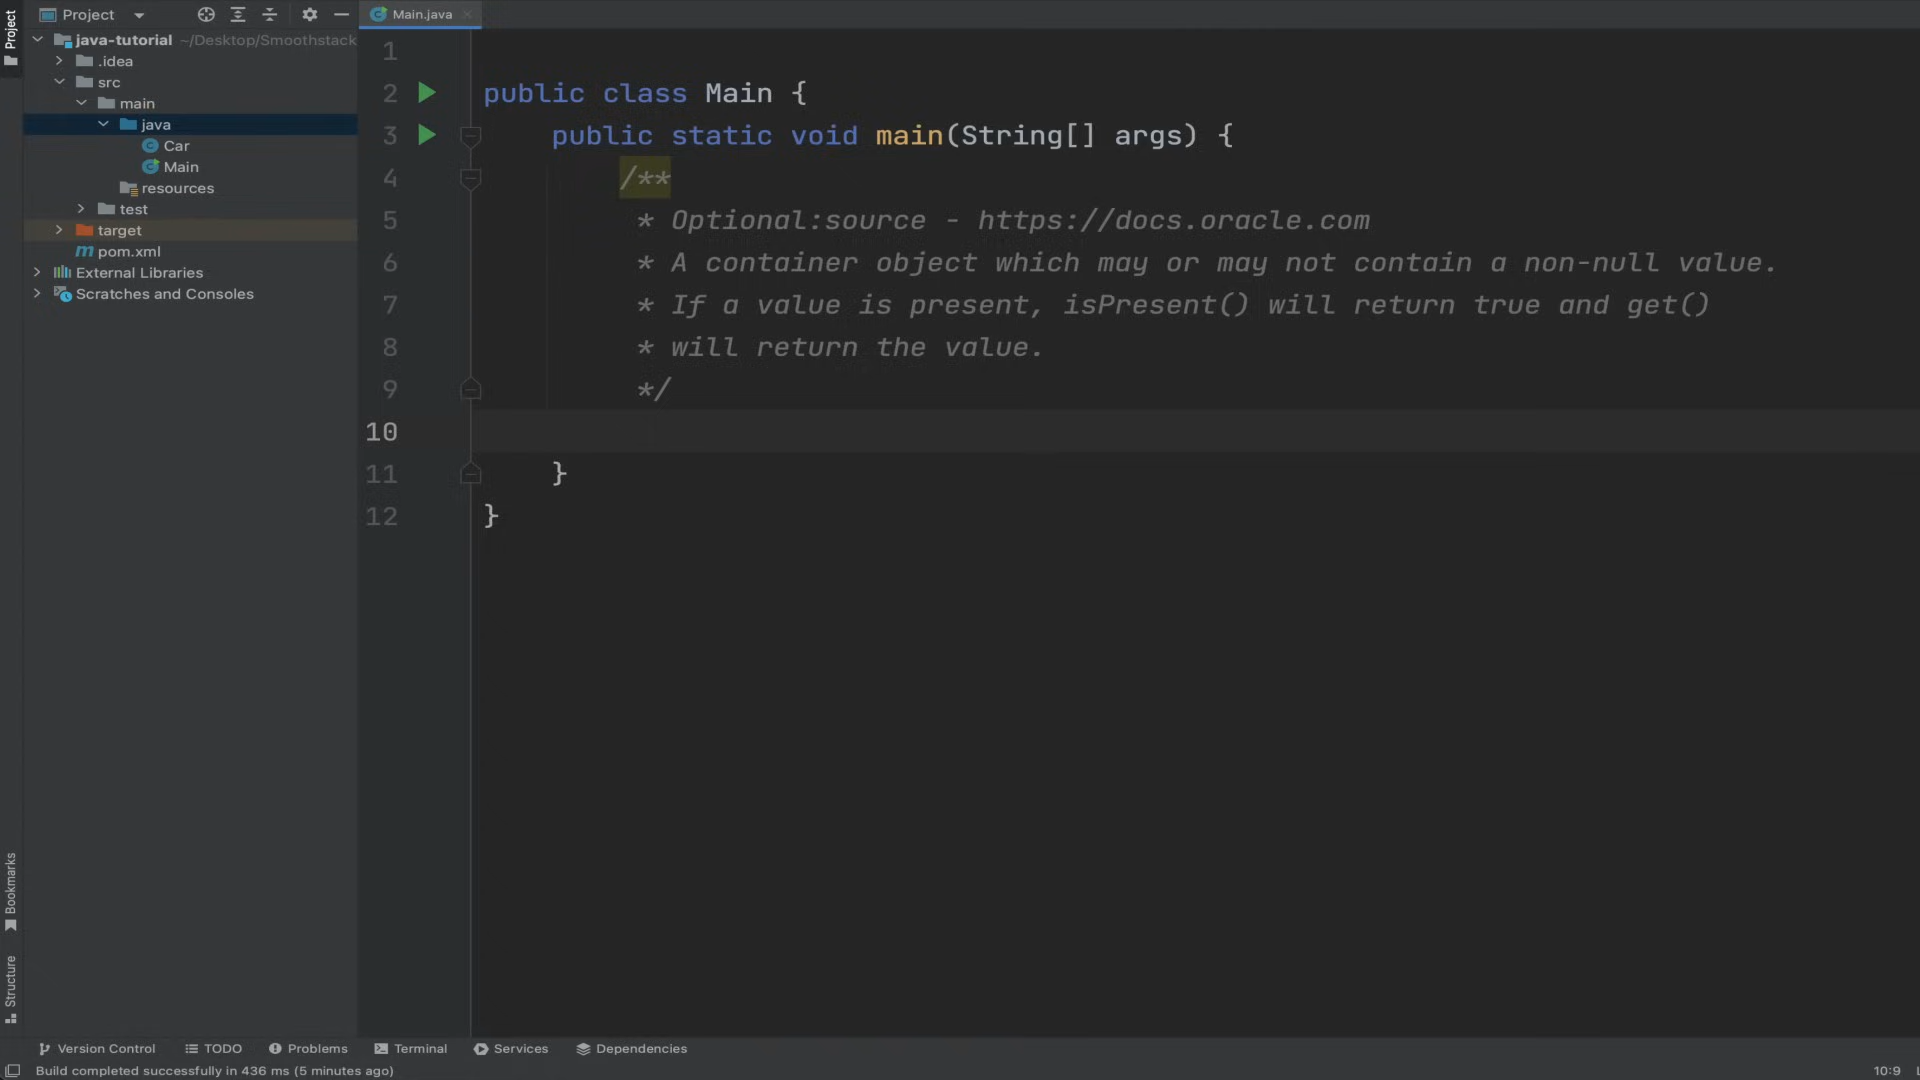 Project
Project
Main.java
java-tutorial ~/Desktop/Smoothstack
.idea
src
main
java
Car
Main
resources
test
target
pom.xml
External Libraries
Scratches and Consoles
1
2 public class Main {
3 public static void main(String[] args) {
4 /**
5 * Optional:source - https://docs.oracle.com
6 * A container object which may or may not contain a non-null value.
7 * If a value is present, isPresent() will return true and get()
8 * will return the value.
9 */
10
11 }
12 }
Bookmarks
Structure
Version Control TODO Problems Terminal Services Dependencies
Build completed successfully in 436 ms (5 minutes ago)
10:9